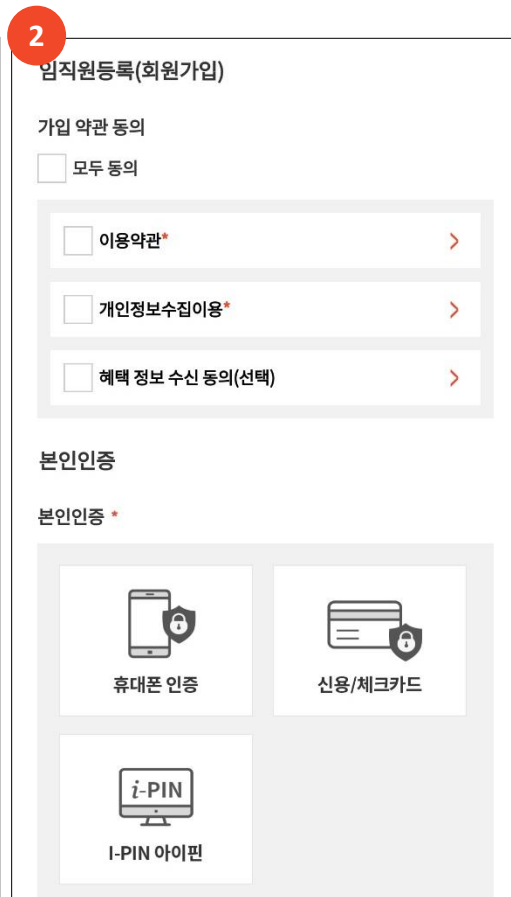 2
임직원등록(회원가입)
가입 약관 동의
모두 동의
이용약관*
개인정보수집이용*
혜택 정보 수신 동의(선택)
본인인증
본인인증 *
휴대폰 인증
신용/체크카드
i-PIN
I-PIN 아이핀